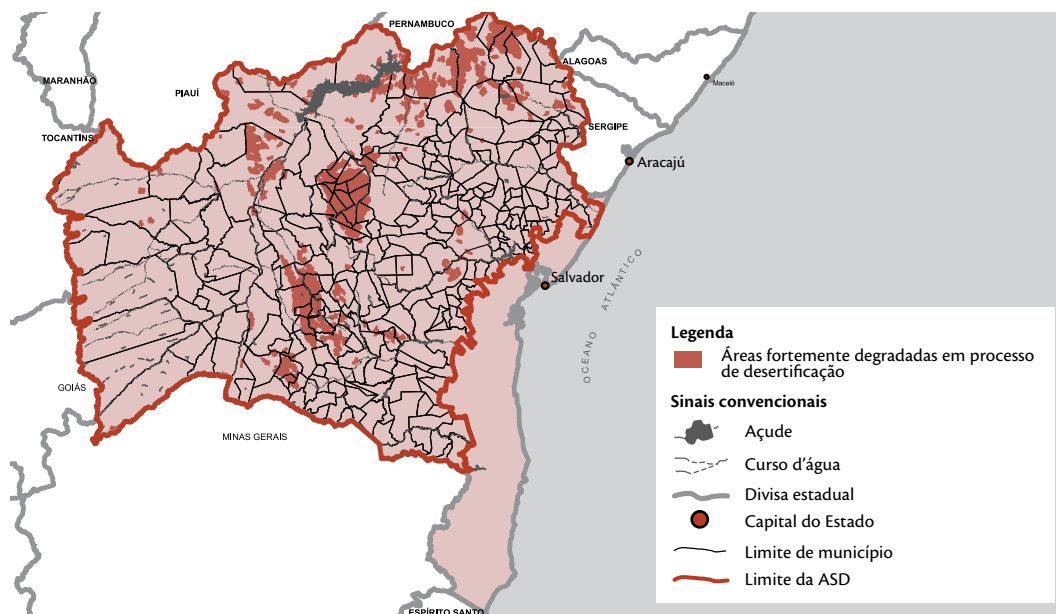 PERNAMBUCO
ALAGOAS
MARANHÃO
PIAUÍ
Maceió
TOCANTINS
SERGIPE
Aracajú
Salvador
OCEANO ATLÂNTICO
GOIÁS
MINAS GERAIS
ESPÍRITO SANTO
Legenda
Áreas fortemente degradadas em processo
de desertificação
Sinais convencionais
Açude
Curso d'água
Divisa estadual
Capital do Estado
Limite de município
Limite da ASD